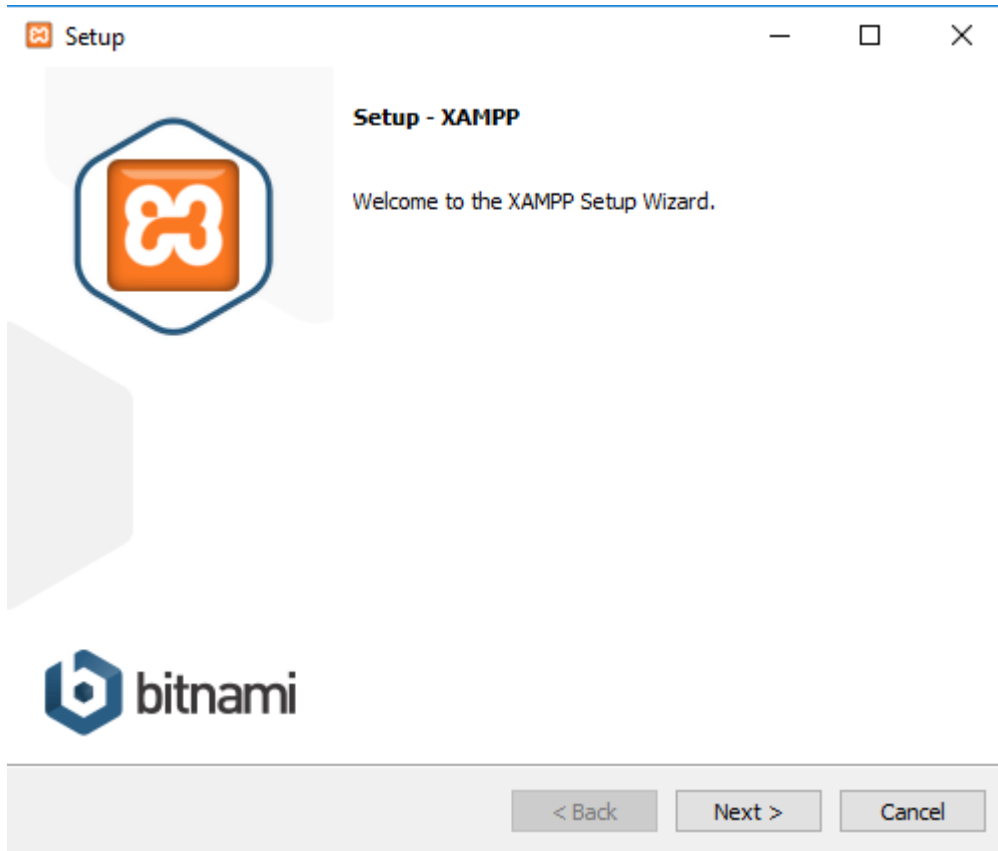 Setup
Setup - XAMPP
Welcome to the XAMPP Setup Wizard.
bitnami
< Back
Next >
Cancel